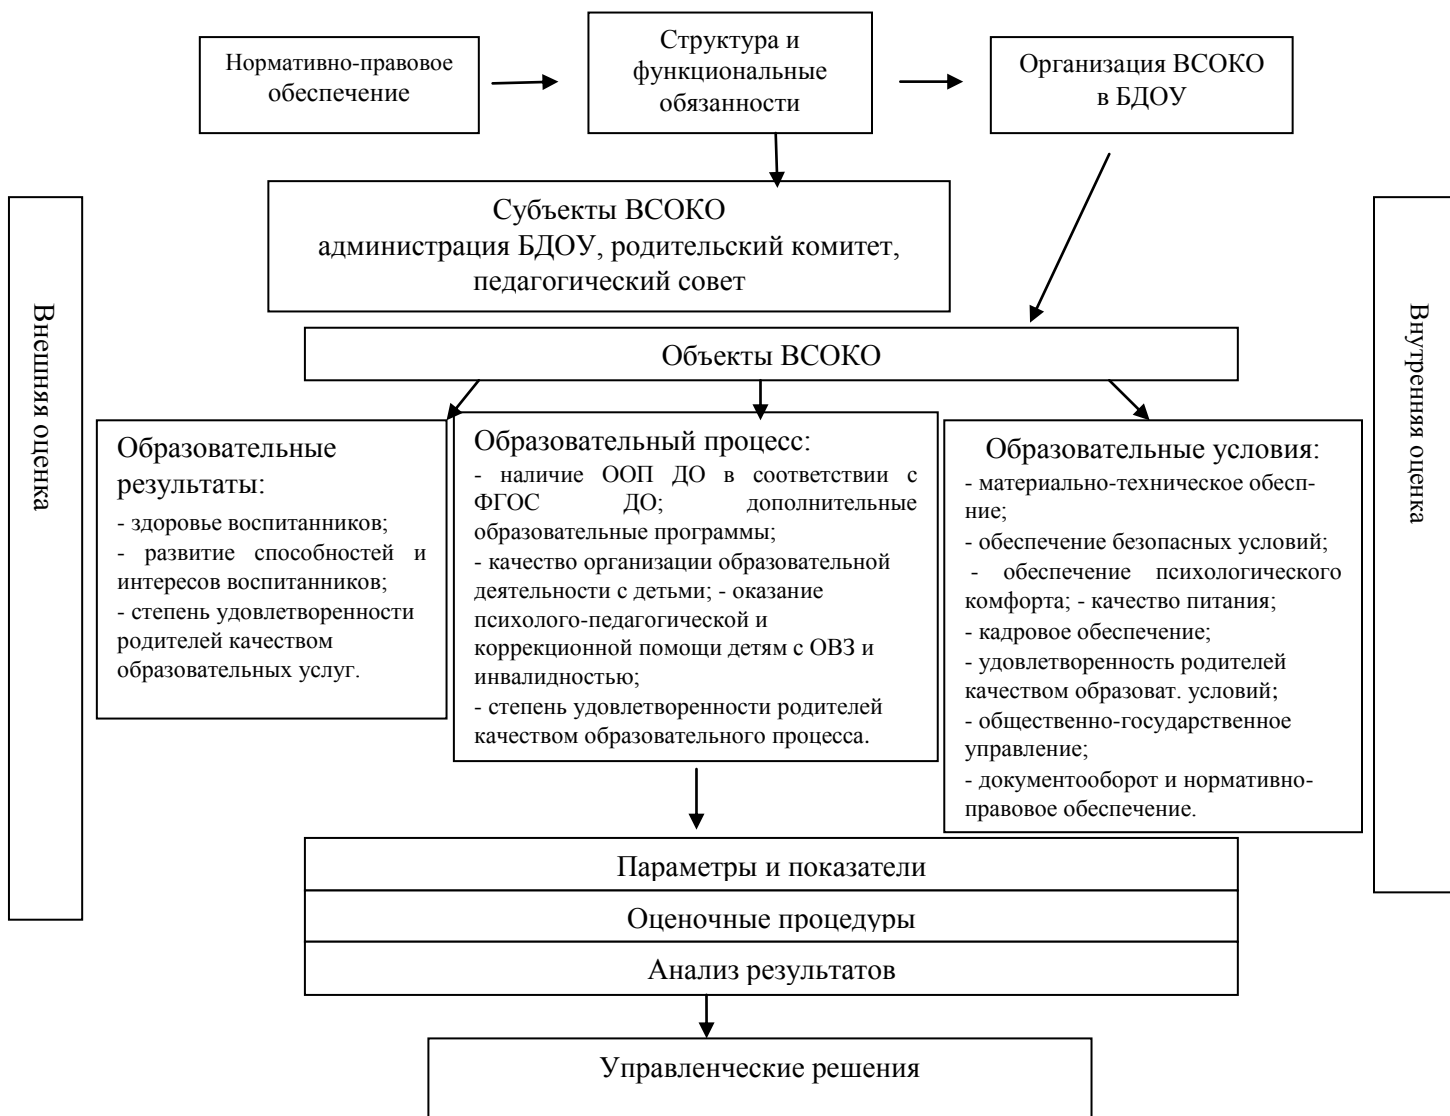 Нормативно-правовое
обеспечение
Структура и
функциональные
обязанности
Организация ВСОКО
в БДОУ
Субъекты ВСОКО
администрация БДОУ, родительский комитет,
педагогический совет
Внешняя оценка
Внутренняя оценка
Объекты ВСОКО
Образовательные
результаты:
- здоровье воспитанников;
- развитие способностей и
интересов воспитанников;
- степень удовлетворенности
родителей качеством
образовательных услуг.
Образовательный процесс:
- наличие ООП ДО в соответствии с
ФГОС ДО; дополнительные
образовательные программы;
- качество организации образовательной
деятельности с детьми; - оказание
психолого-педагогической и
коррекционной помощи детям с ОВЗ и
инвалидностью;
- степень удовлетворенности родителей
качеством образовательного процесса.
Образовательные условия:
- материально-техническое обесп-
ние;
- обеспечение безопасных условий;
- обеспечение психологического
комфорта; - качество питания;
- кадровое обеспечение;
- удовлетворенность родителей
качеством образоват. условий;
- общественно-государственное
управление;
- документооборот и нормативно-
правовое обеспечение.
Параметры и показатели
Оценочные процедуры
Анализ результатов
Управленческие решения